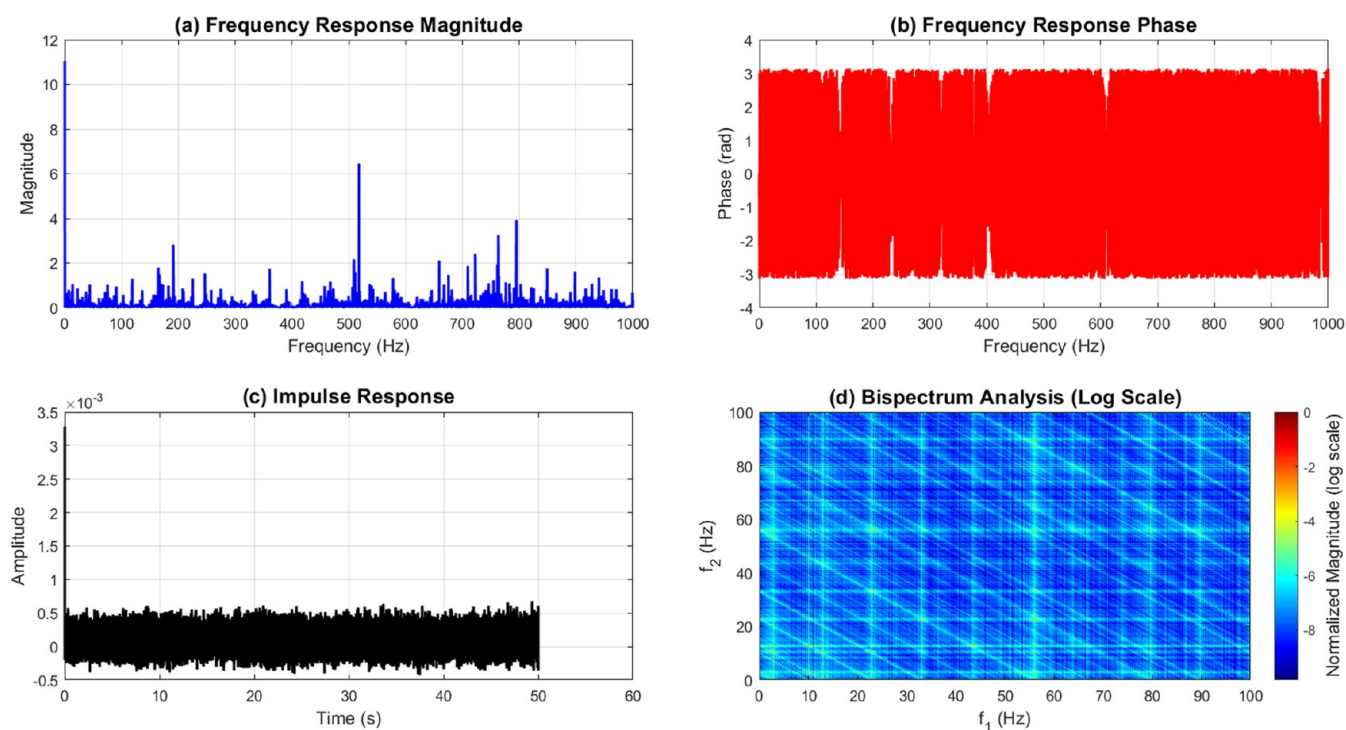 (a) Frequency Response Magnitude
12
10
8
6
4
2
0
Magnitude
0 100 200 300 400 500 600 700 800 900 1000
Frequency (Hz)
(b) Frequency Response Phase
4
3
2
1
0
-1
-2
-3
-4
Phase (rad)
0 100 200 300 400 500 600 700 800 900 1000
Frequency (Hz)
(c) Impulse Response
×10-3
3.5
3
2.5
2
1.5
1
0.5
0
-0.5
Amplitude
0 10 20 30 40 50 60
Time (s)
(d) Bispectrum Analysis (Log Scale)
100
80
60
40
20
0
f2 (Hz)
0 10 20 30 40 50 60 70 80 90 100
f1 (Hz)
0
-2
-4
-6
-8
Normalized Magnitude (log scale)